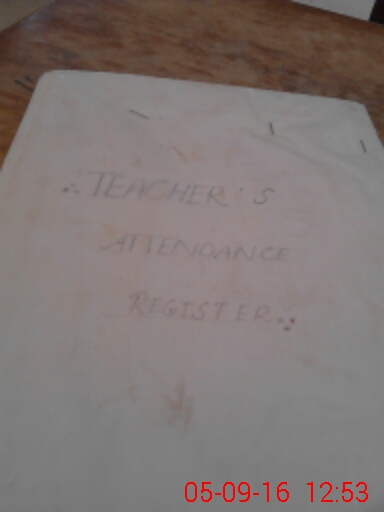 ∴ TEACHER'S
ATTENDANCE
REGISTER ∵
05-09-16 12:53